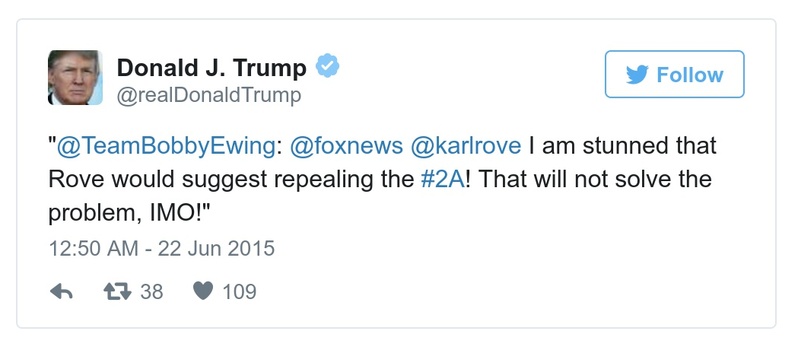 Donald J. Trump
@realDonaldTrump
Follow
"@TeamBobbyEwing: @foxnews @karlrove I am stunned that
Rove would suggest repealing the #2A! That will not solve the
problem, IMO!"
12:50 AM - 22 Jun 2015
38 109